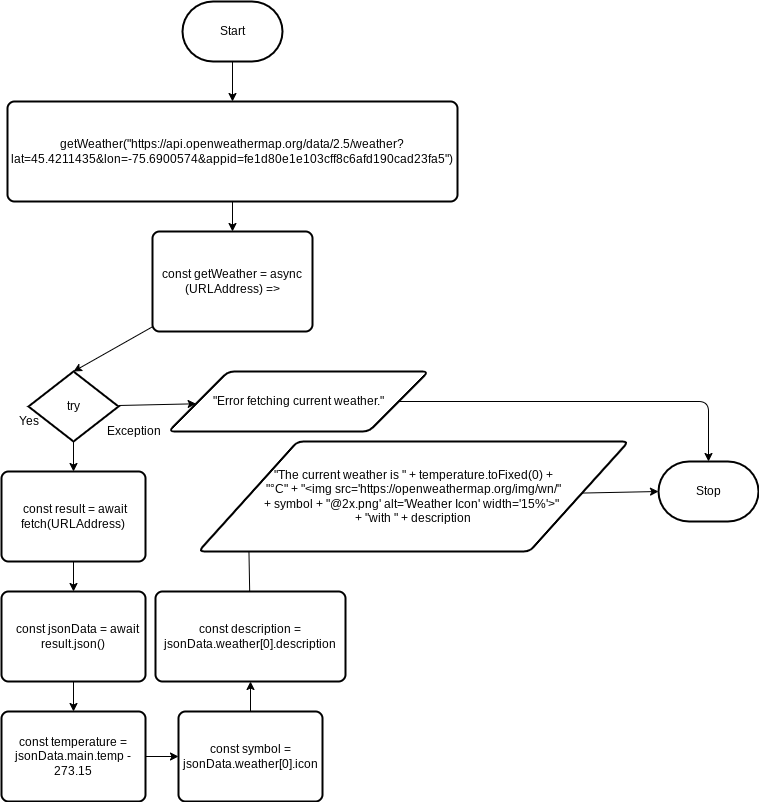 Start
getWeather("https://api.openweathermap.org/data/2.5/weather?
lat=45.4211435&lon=-75.6900574&appid=fe1d80e1e103cff8c6afd190cad23fa5")
const getWeather = async
(URLAddress) =>
try
Yes
Exception
"Error fetching current weather."
const result = await
fetch(URLAddress)
const jsonData = await
result.json()
const temperature =
jsonData.main.temp -
273.15
const symbol =
jsonData.weather[0].icon
const description =
jsonData.weather[0].description
"The current weather is " + temperature.toFixed(0) +
"°C" + "<img src='https://openweathermap.org/img/wn/"
+ symbol + "@2x.png' alt='Weather Icon' width='15%'>"
+ "with " + description
Stop